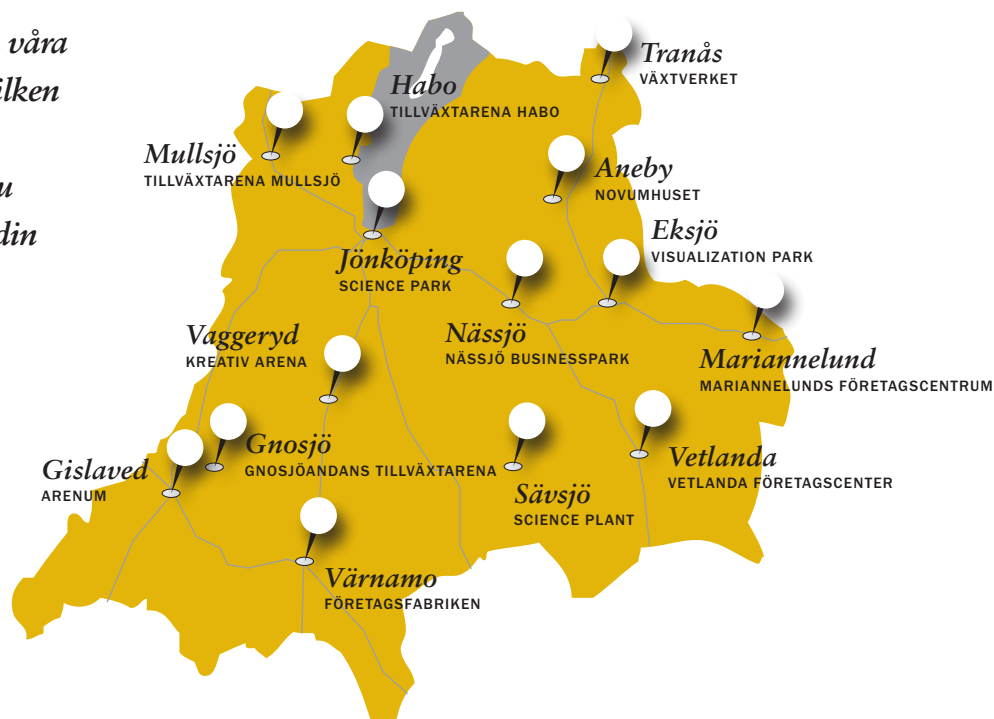 våra
u
din
Tranås
VÄXTVERKET
Habo
TILLVÄXTARENA HABO
Mullsjö
TILLVÄXTARENA MULLSJÖ
Aneby
NOVUMHUSET
Eksjö
VISUALIZATION PARK
Jönköping
SCIENCE PARK
Nässjö
NÄSSJÖ BUSINESSPARK
Vaggeryd
KREATIV ARENA
Mariannelund
MARIANNELUNDS FÖRETAGSCENTRUM
Gnosjö
GNOSJÖANDANS TILLVÄXTARENA
Gislaved
ARENUM
Vetlanda
VETLANDA FÖRETAGSCENTER
Sävsjö
SCIENCE PLANT
Värnamo
FÖRETAGSFABRIKEN